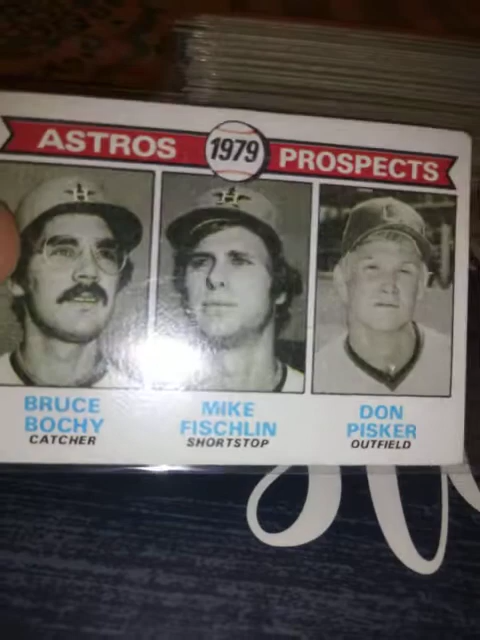 ASTROS 1979 PROSPECTS
BRUCE
BOCHY
CATCHER
MIKE
FISCHLIN
SHORTSTOP
DON
PISKER
OUTFIELD